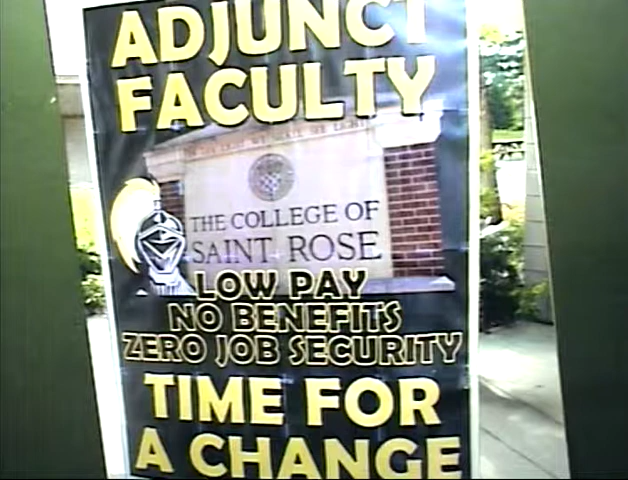 ADJUNCT
FACULTY
THE COLLEGE OF
SAINT ROSE
LOW PAY
NO BENEFITS
ZERO JOB SECURITY
TIME FOR
A CHANGE